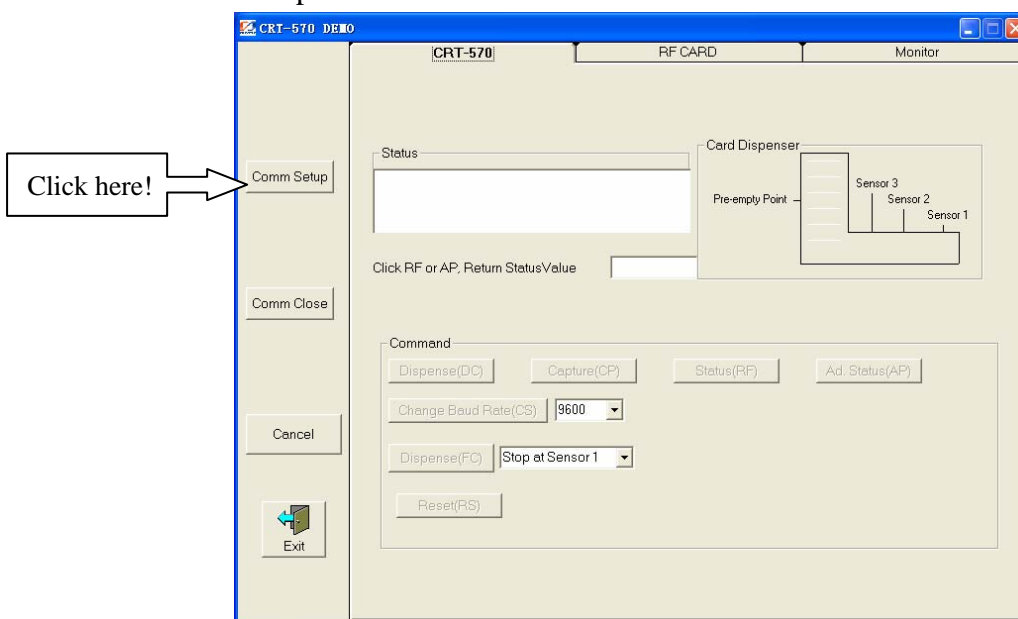 CRT-570 DEMO
CRT-570
RF CARD
Monitor
Click here!
Comm Setup
Comm Close
Cancel
Exit
Status
Click RF or AP, Return StatusValue
Card Dispenser
Pre-empty Point
Sensor 3
Sensor 2
Sensor 1
Command
Dispense(DC)
Capture(CP)
Status(RF)
Ad. Status(AP)
Change Baud Rate(CS)
9600
Dispense(FC)
Stop at Sensor 1
Reset(RS)